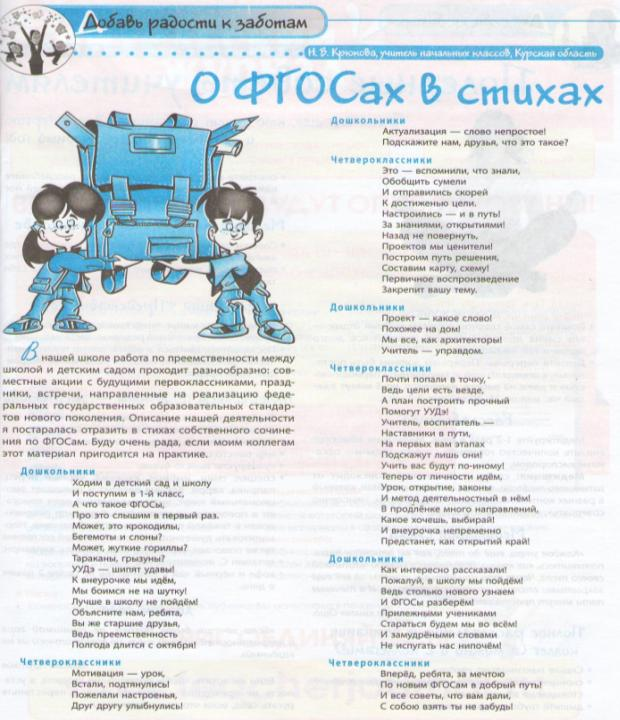 Добавь радости к заботам
Н. В. Крюкова, учитель начальных классов, Курская область
О ФГОСах в стихах
В нашей школе работа по преемственности между
школой и детским садом проходит разнообразно: сов-
местные акции с будущими первоклассниками, празд-
ники, встречи, направленные на реализацию феде-
ральных государственных образовательных стандар-
тов нового поколения. Описание нашей деятельности
я постаралась отразить в стихах собственного сочине-
ния по ФГОСам. Буду очень рада, если моим коллегам
этот материал пригодится на практике.
Дошкольники
Ходим в детский сад и школу
И поступим в 1-й класс,
А что такое ФГОСы,
Про это слышим в первый раз.
Может, это крокодилы,
Бегемоты и слоны?
Может, жуткие гориллы?
Тараканы, грызуны?
УУДэ — шипят удавы!
К внеурочке мы идём,
Мы боимся не на шутку!
Лучше в школу не пойдём!
Объясните нам, ребята,
Вы же старшие друзья,
Ведь преемственность
Полгода длится с октября!
Четвероклассники
Мотивация — урок,
Встали, подтянулись!
Пожелали настроенья,
Друг другу улыбнулись!
Дошкольники
Актуализация — слово непростое!
Подскажите нам, друзья, что это такое?
Четвероклассники
Это — вспомнили, что знали,
Обобщить сумели
И отправились скорей
К достиженью цели.
Настроились — и в путь!
За знаниями, открытиями!
Назад не повернуть,
Проектов мы ценители!
Построим путь решения,
Составим карту, схему!
Первичное воспроизведение
Закрепит вашу тему.
Дошкольники
Проект — какое слово!
Похожее на дом!
Мы все, как архитекторы!
Учитель — управдом.
Четвероклассники
Почти попали в точку,
Ведь цели есть везде,
А план построить прочный
Помогут УУДэ!
Учитель, воспитатель —
Наставники в пути,
На первых вам этапах
Подскажут лишь они!
Учить вас будут по-иному!
Теперь от личности идём,
Урок, открытие, законы
И метод деятельностный в нём!
В продлёнке много направлений,
Какое хочешь, выбирай!
И внеурочка непременно
Предстанет, как открытый край!
Дошкольники
Как интересно рассказали!
Пожалуй, в школу мы пойдём!
Ведь столько нового узнаем
И ФГОСы разберём!
Прилежными учениками
Стараться будем мы во всём!
И замудрёными словами
Не испугать нас нипочём!
Четвероклассники
Вперёд, ребята, за мечтою
По новым ФГОСам в добрый путь!
И все советы, что вам дали,
С собою взять ты не забудь!